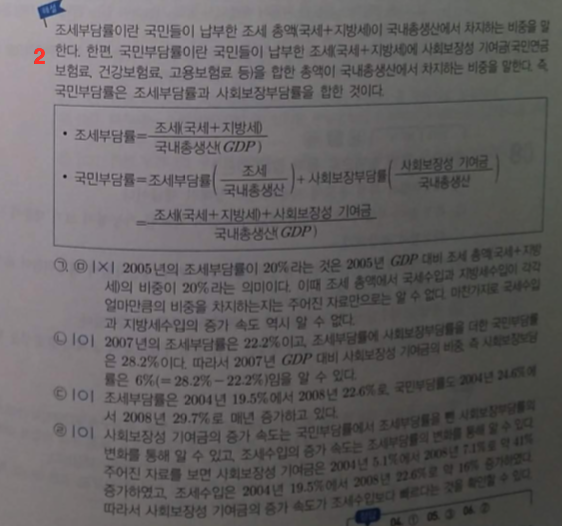 해설
조세부담률이란 국민들이 납부한 조세 총액(국세+지방세)이 국내총생산에서 차지하는 비중을 말
2 한다. 한편, 국민부담률이란 국민들이 납부한 조세(국세+지방세)에 사회보장성 기여금(국민연금
보험료, 건강보험료, 고용보험료 등)을 합한 총액이 국내총생산에서 차지하는 비중을 말한다. 즉,
국민부담률은 조세부담률과 사회보장부담률을 합한 것이다.
• 조세부담률=조세(국세+지방세)/국내총생산(GDP)
• 국민부담률=조세부담률(조세/국내총생산)+사회보장부담률(사회보장성 기여금/국내총생산)
=조세(국세+지방세)+사회보장성 기여금/국내총생산(GDP)
㉠, ㉤ |×| 2005년의 조세부담률이 20%라는 것은 2005년 GDP 대비 조세 총액(국세+지방
세)의 비중이 20%라는 의미이다. 이때 조세 총액에서 국세수입과 지방세수입이 각각
얼마만큼의 비중을 차지하는지는 주어진 자료만으로는 알 수 없다. 마찬가지로 국세수입
과 지방세수입의 증가 속도 역시 알 수 없다.
㉡ |○| 2007년의 조세부담률은 22.2%이고, 조세부담률에 사회보장부담률을 더한 국민부담률
은 28.2%이다. 따라서 2007년 GDP 대비 사회보장성 기여금의 비중, 즉 사회보장부담
률은 6%(=28.2%-22.2%)임을 알 수 있다.
㉢ |○| 조세부담률은 2004년 19.5%에서 2008년 22.6%로, 국민부담률도 2004년 24.6%에
서 2008년 29.7%로 매년 증가하고 있다.
㉣ |○| 사회보장성 기여금의 증가 속도는 국민부담률에서 조세부담률을 뺀 사회보장부담률의
변화를 통해 알 수 있고, 조세수입의 증가 속도는 조세부담률의 변화를 통해 알 수 있다.
주어진 자료를 보면 사회보장성 기여금은 2004년 5.1%에서 2008년 7.1%로 약 41%
증가하였고, 조세수입은 2004년 19.5%에서 2008년 22.6%로 약 16% 증가하였다.
따라서 사회보장성 기여금의 증가 속도가 조세수입보다 빠르다는 것을 확인할 수 있다.
04. ① 05. ③ 06. ②